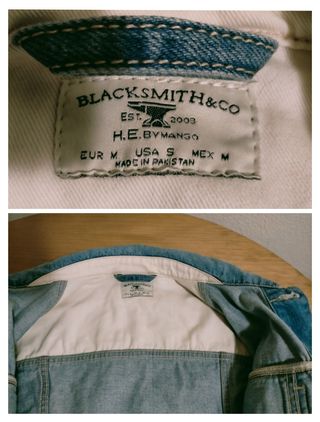 BLACKSMITH&CO
EST. 2003
H.E. BY MANGO
EUR M USA S MEX M
MADE IN PAKISTAN